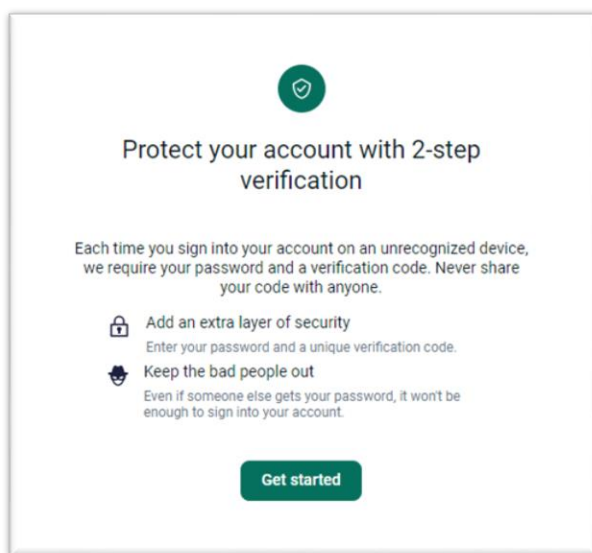 Protect your account with 2-step
verification
Each time you sign into your account on an unrecognized device,
we require your password and a verification code. Never share
your code with anyone.
Add an extra layer of security
Enter your password and a unique verification code.
Keep the bad people out
Even if someone else gets your password, it won't be
enough to sign into your account.
Get started